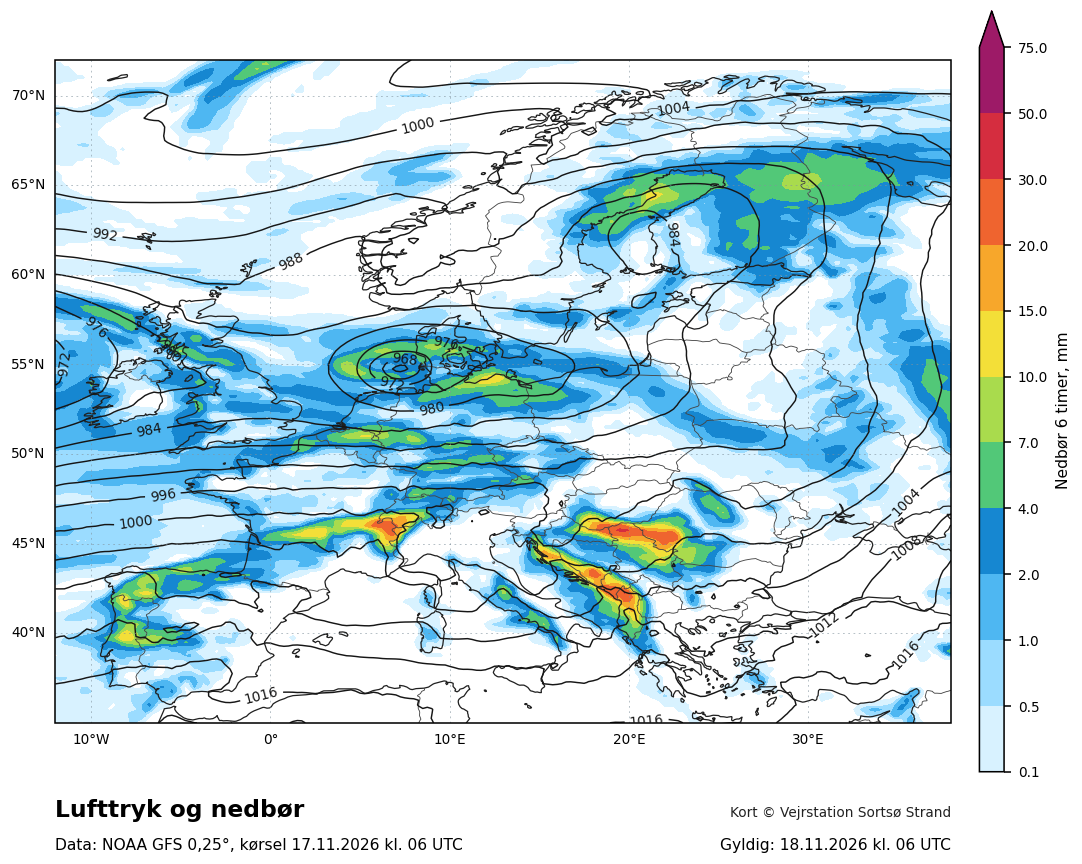 75.0
50.0
30.0
20.0
15.0
10.0
7.0
4.0
2.0
1.0
0.5
0.1
Nedbør 6 timer, mm
70°N
65°N
60°N
55°N
50°N
45°N
40°N
10°W
0°
10°E
20°E
30°E
1000
1004
992
988
984
976
972
976
968
972
980
984
996
1000
1004
1008
1012
1016
1016
1016
Lufttryk og nedbør
Kort © Vejrstation Sortsø Strand
Data: NOAA GFS 0,25°, kørsel 17.11.2026 kl. 06 UTC
Gyldig: 18.11.2026 kl. 06 UTC